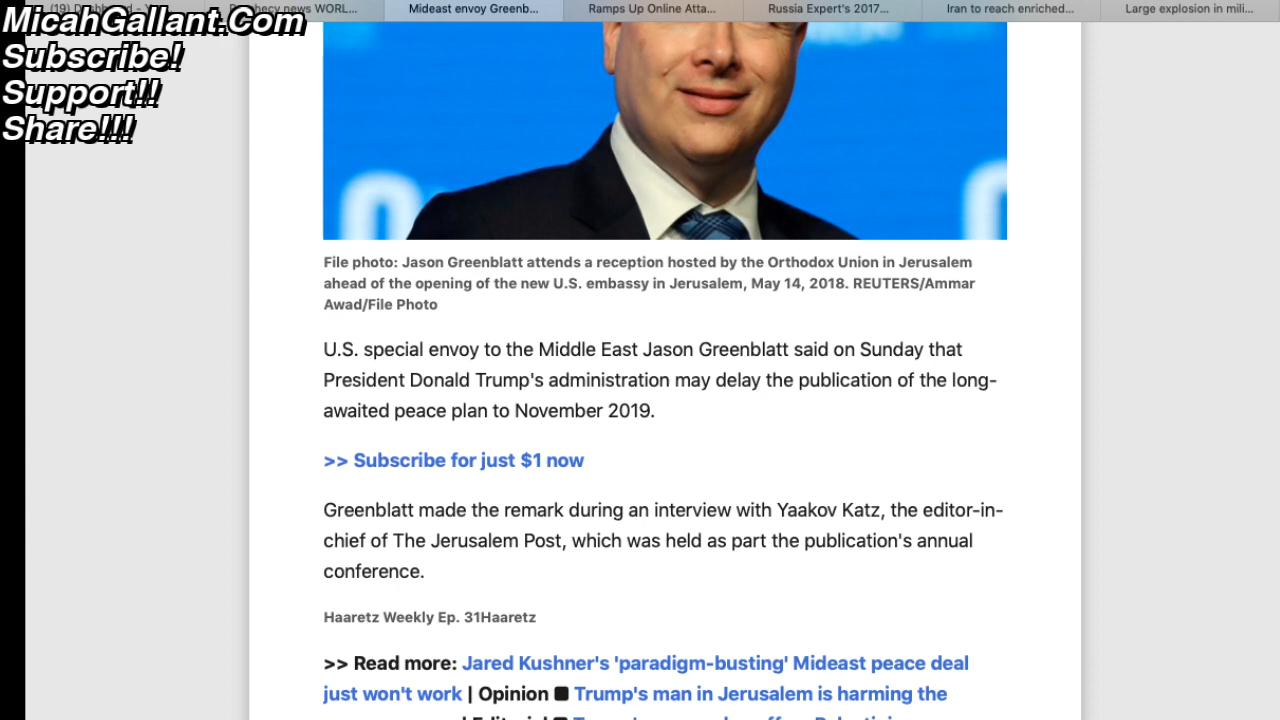 (19) D
ecy news WORL...
Mideast envoy Greenb...
Ramps Up Online Atta...
Russia Expert's 2017...
Iran to reach enriched...
Large explosion in mili...
MicahGallant.Com
Subscribe!
Support!!
Share!!!
File photo: Jason Greenblatt attends a reception hosted by the Orthodox Union in Jerusalem
ahead of the opening of the new U.S. embassy in Jerusalem, May 14, 2018. REUTERS/Ammar
Awad/File Photo
U.S. special envoy to the Middle East Jason Greenblatt said on Sunday that
President Donald Trump's administration may delay the publication of the long-
awaited peace plan to November 2019.
>> Subscribe for just $1 now
Greenblatt made the remark during an interview with Yaakov Katz, the editor-in-
chief of The Jerusalem Post, which was held as part the publication's annual
conference.
Haaretz Weekly Ep. 31Haaretz
>> Read more: Jared Kushner's 'paradigm-busting' Mideast peace deal
just won't work | Opinion ■ Trump's man in Jerusalem is harming the